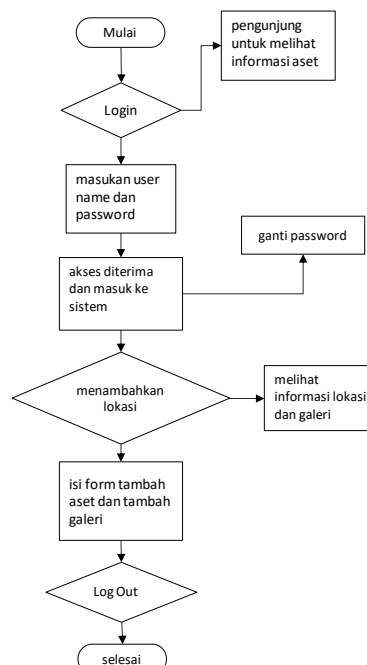 Mulai
pengunjung
untuk melihat
informasi aset
Login
masukan user
name dan
password
ganti password
akses diterima
dan masuk ke
sistem
menambahkan
lokasi
melihat
informasi lokasi
dan galeri
isi form tambah
aset dan tambah
galeri
Log Out
selesai